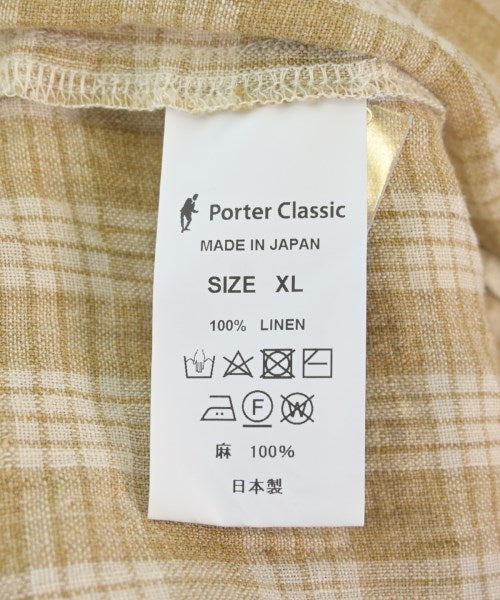 Porter Classic
MADE IN JAPAN
SIZE XL
100% LINEN
F W
麻 100%
日本製